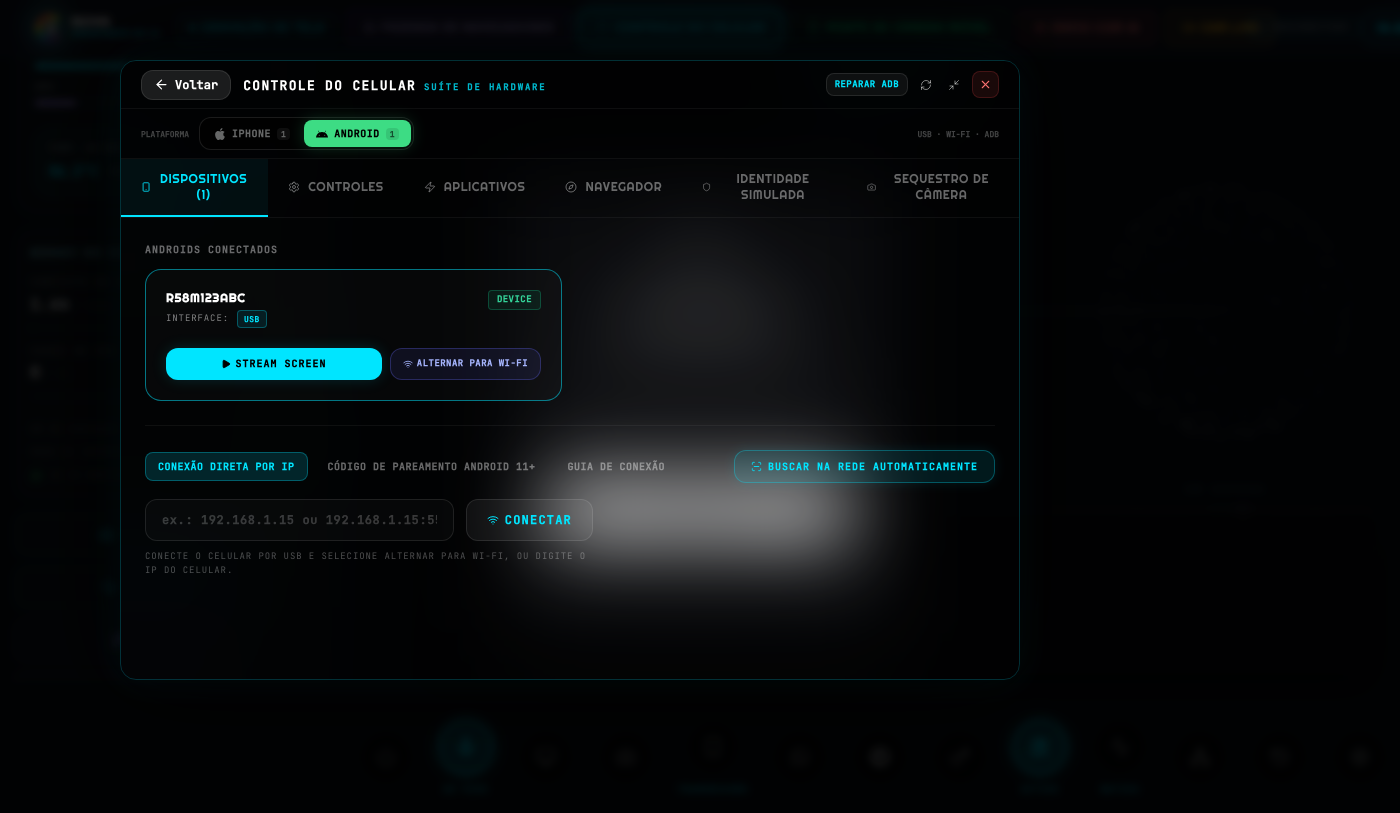 Voltar
CONTROLE DO CELULAR SUÍTE DE HARDWARE
REPARAR ADB
PLATAFORMA
IPHONE 1
ANDROID 1
USB · WI-FI · ADB
DISPOSITIVOS
(1)
CONTROLES
APLICATIVOS
NAVEGADOR
IDENTIDADE
SIMULADA
SEQUESTRO DE
CÂMERA
ANDROIDS CONECTADOS
R58M123ABC
DEVICE
INTERFACE: USB
STREAM SCREEN
ALTERNAR PARA WI-FI
CONEXÃO DIRETA POR IP
CÓDIGO DE PAREAMENTO ANDROID 11+
GUIA DE CONEXÃO
BUSCAR NA REDE AUTOMATICAMENTE
ex.: 192.168.1.15 ou 192.168.1.15:5
CONECTAR
CONECTE O CELULAR POR USB E SELECIONE ALTERNAR PARA WI-FI, OU DIGITE O
IP DO CELULAR.